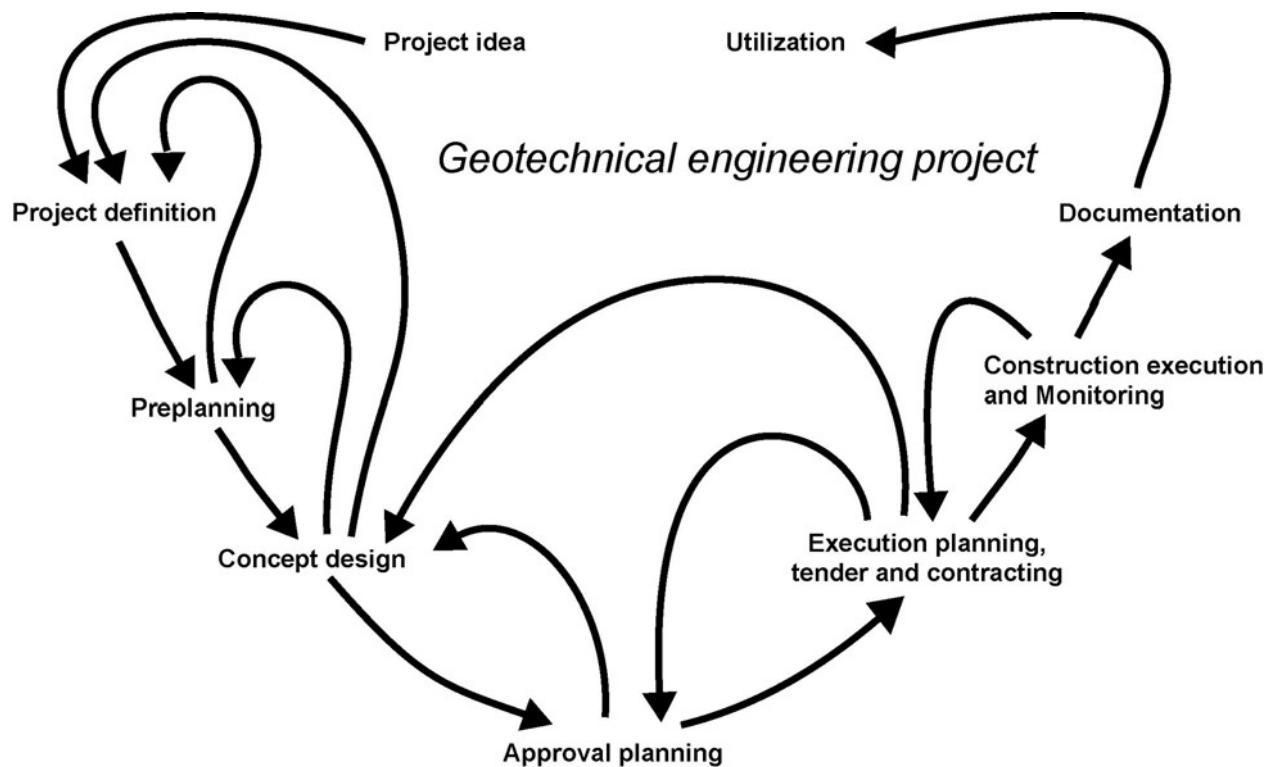 Project idea
Utilization
Geotechnical engineering project
Project definition
Documentation
Preplanning
Construction execution
and Monitoring
Concept design
Execution planning,
tender and contracting
Approval planning